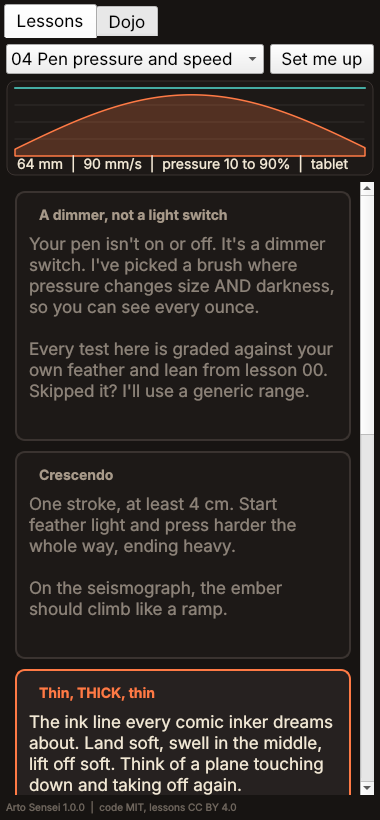 Lessons Dojo
04 Pen pressure and speed Set me up
64 mm | 90 mm/s | pressure 10 to 90% | tablet
A dimmer, not a light switch
Your pen isn't on or off. It's a dimmer
switch. I've picked a brush where
pressure changes size AND darkness,
so you can see every ounce.
Every test here is graded against your
own feather and lean from lesson 00.
Skipped it? I'll use a generic range.
Crescendo
One stroke, at least 4 cm. Start
feather light and press harder the
whole way, ending heavy.
On the seismograph, the ember
should climb like a ramp.
Thin, THICK, thin
The ink line every comic inker dreams
about. Land soft, swell in the middle,
lift off soft. Think of a plane touching
down and taking off again.
Arto Sensei 1.0.0 | code MIT, lessons CC BY 4.0